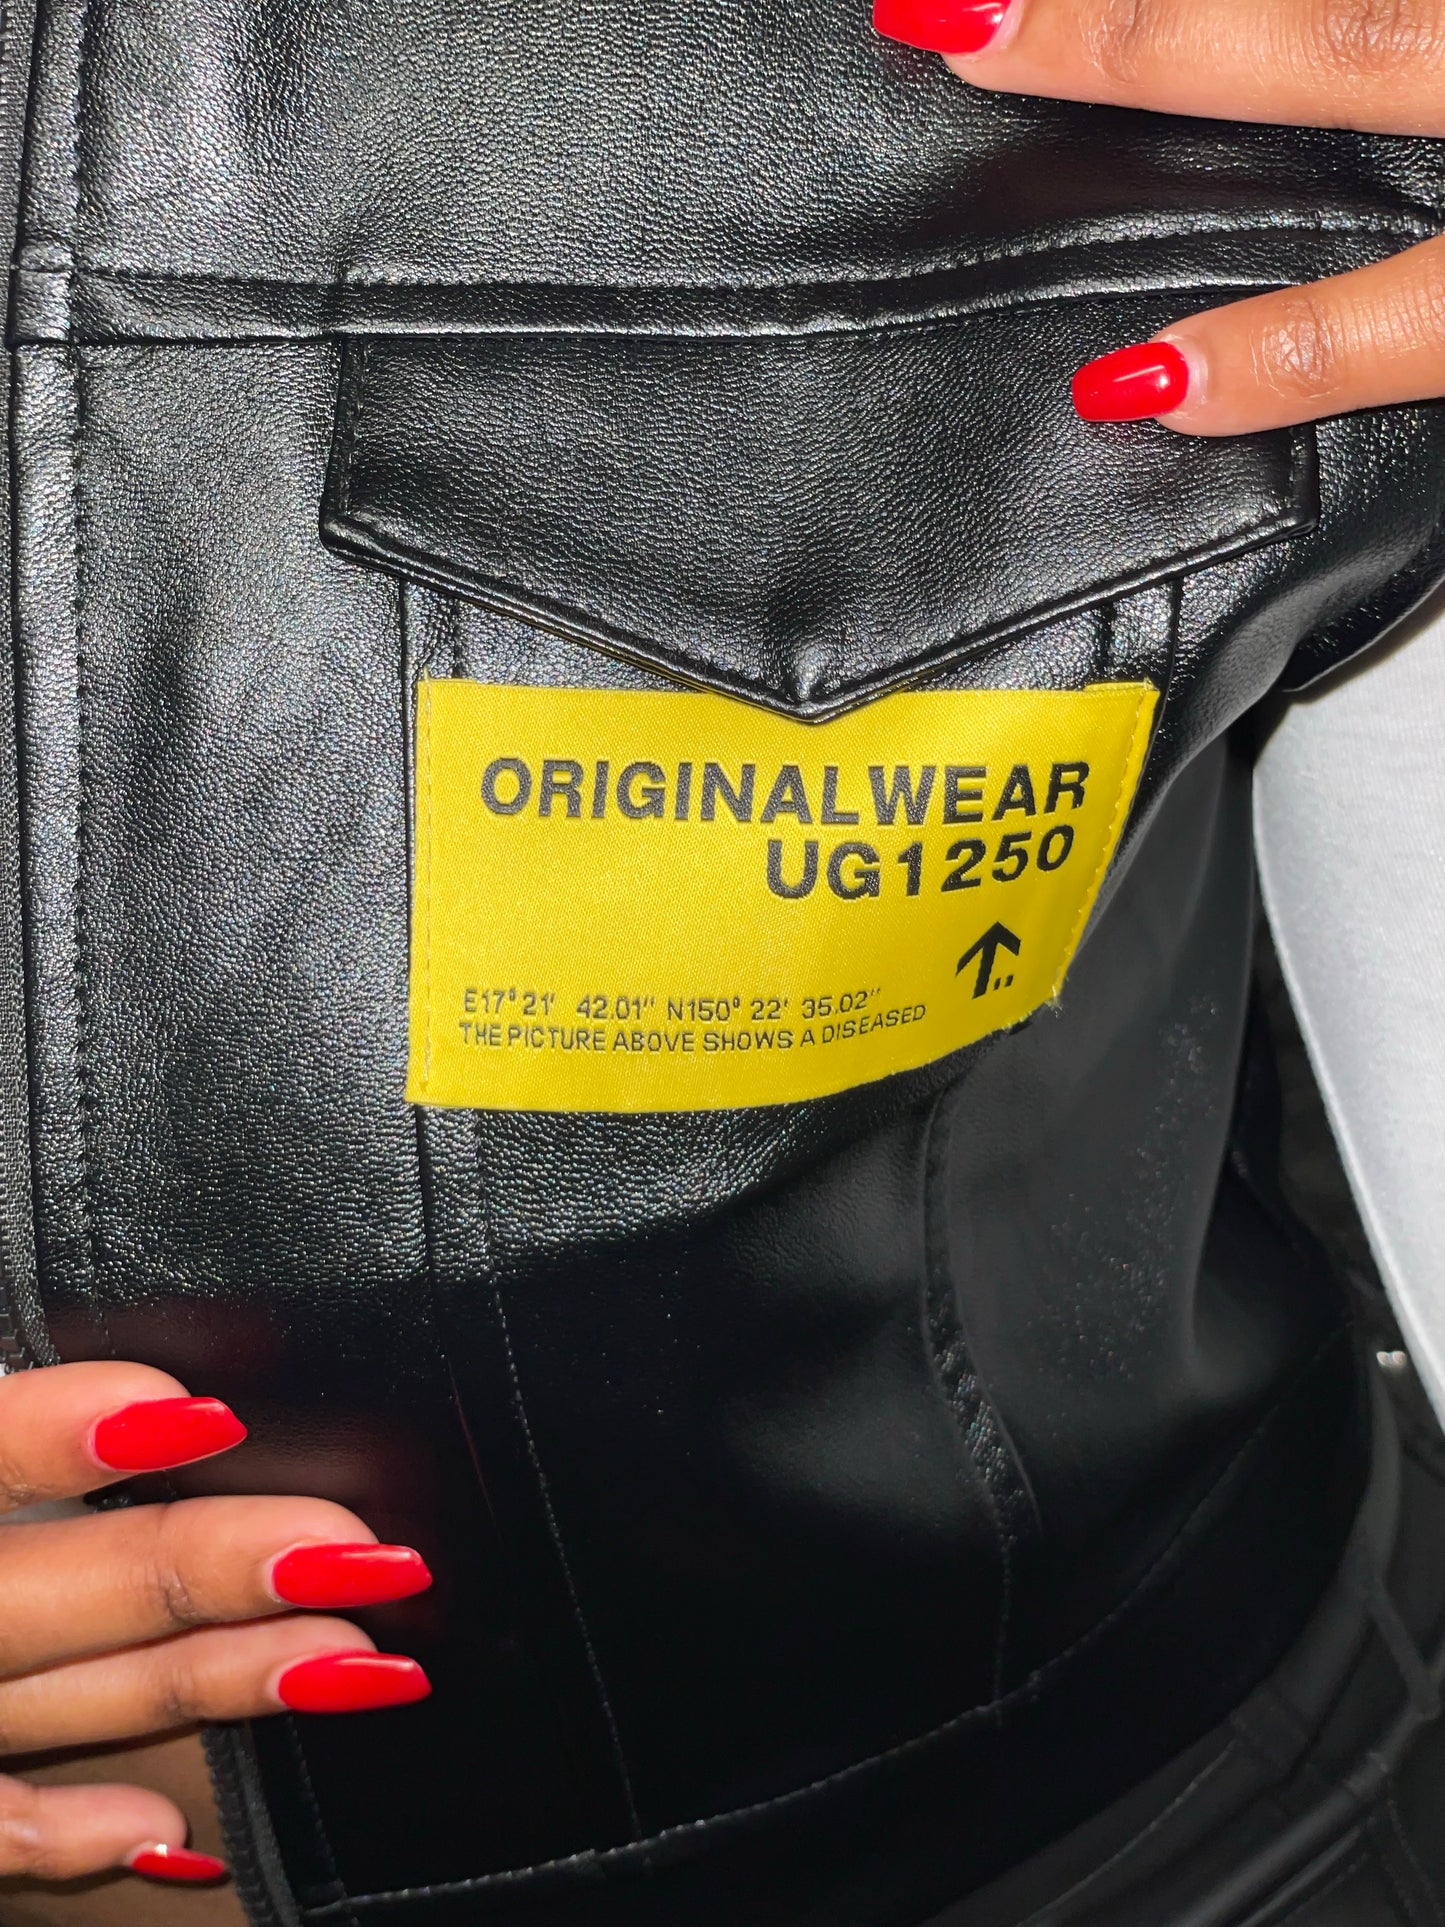 ORIGINALWEAR
UG1250
E17° 21' 42.01" N150° 22' 35.02"
THE PICTURE ABOVE SHOWS A DISEASED